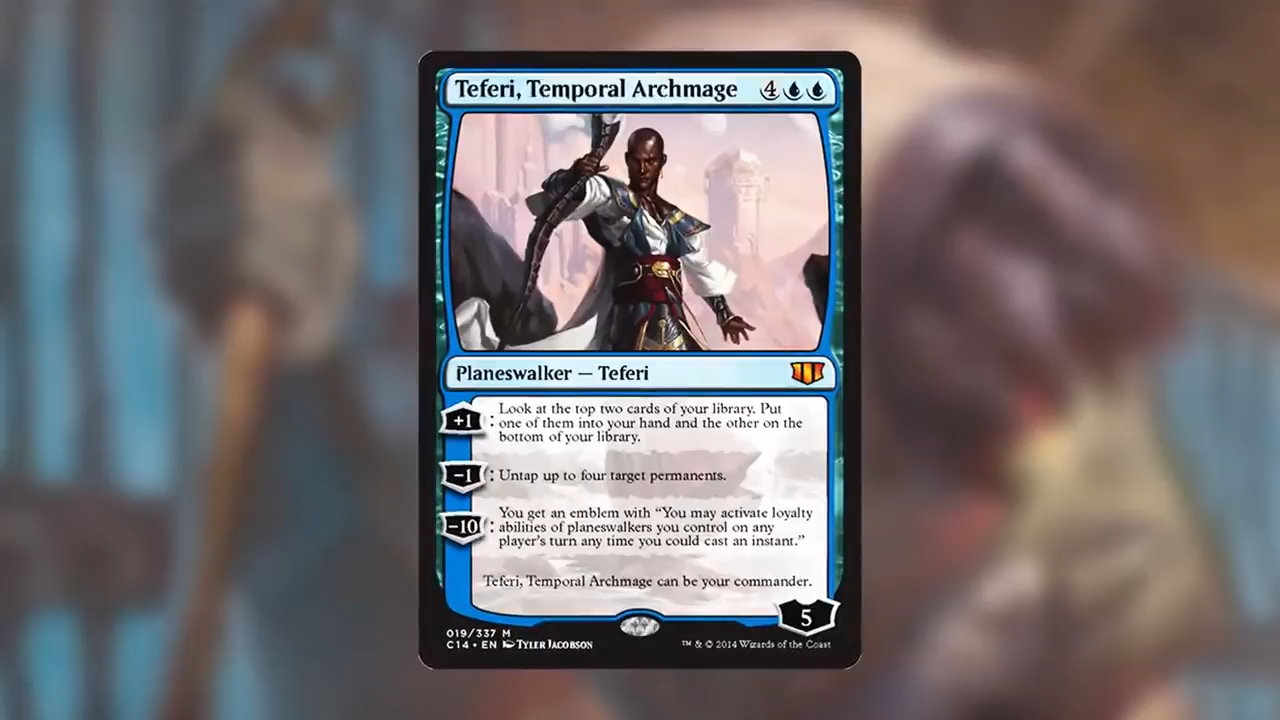 Teferi, Temporal Archmage 4
Planeswalker — Teferi
+1: Look at the top two cards of your library. Put
one of them into your hand and the other on the
bottom of your library.
−1: Untap up to four target permanents.
−10: You get an emblem with “You may activate loyalty
abilities of planeswalkers you control on any
player’s turn any time you could cast an instant.”
Teferi, Temporal Archmage can be your commander.
5
019/337 M
C14 • EN Tyler Jacobson
™ & © 2014 Wizards of the Coast